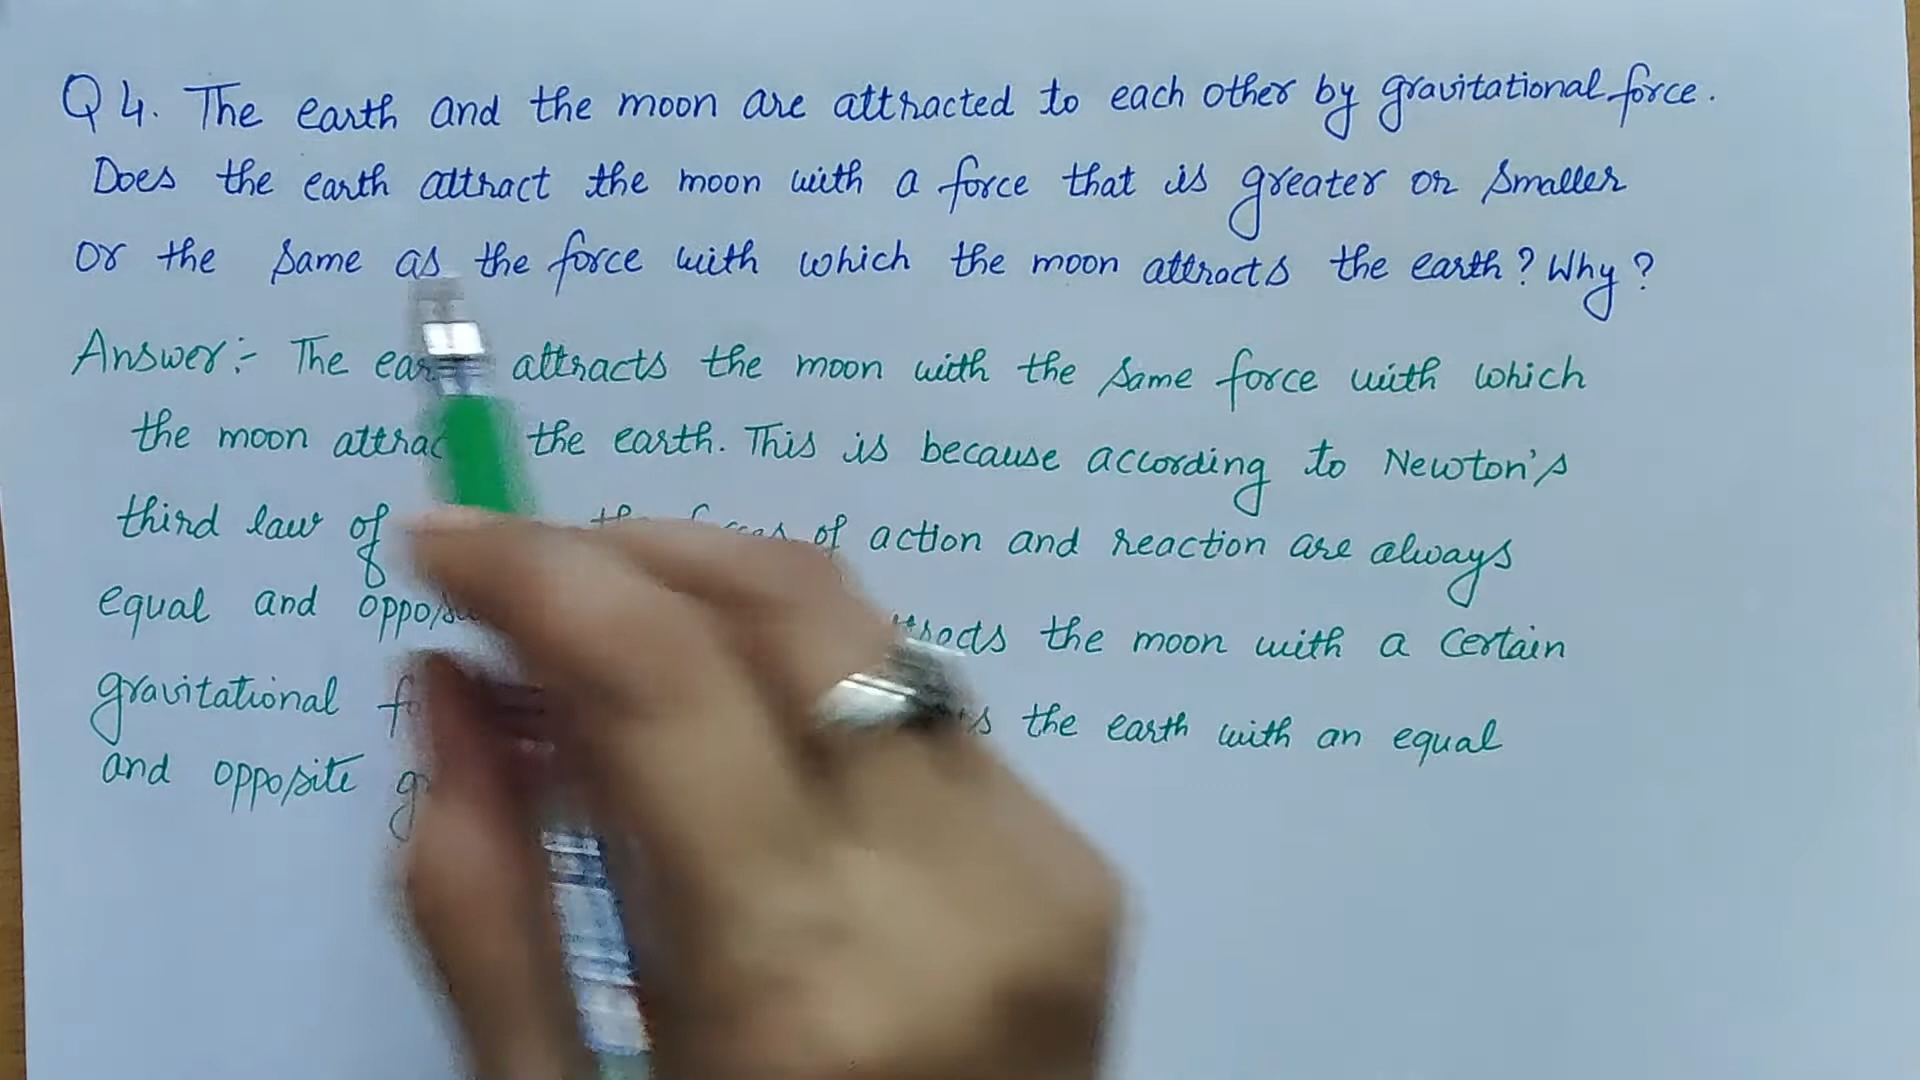 Q 4. The earth and the moon are attracted to each other by gravitational force.
Does the earth attract the moon with a force that is greater or smaller
or the same as the force with which the moon attracts the earth? Why?
Answer:- The attracts the moon with the same force with which
the moon the earth. This is because according to Newton's
third law of of action and reaction are always
equal and the moon with a certain
gravitational the earth with an equal
and opposite